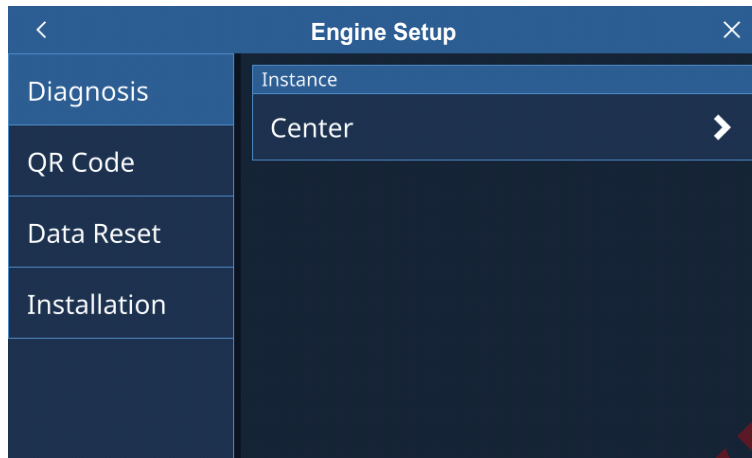 Engine Setup
Diagnosis
QR Code
Data Reset
Installation
Instance
Center